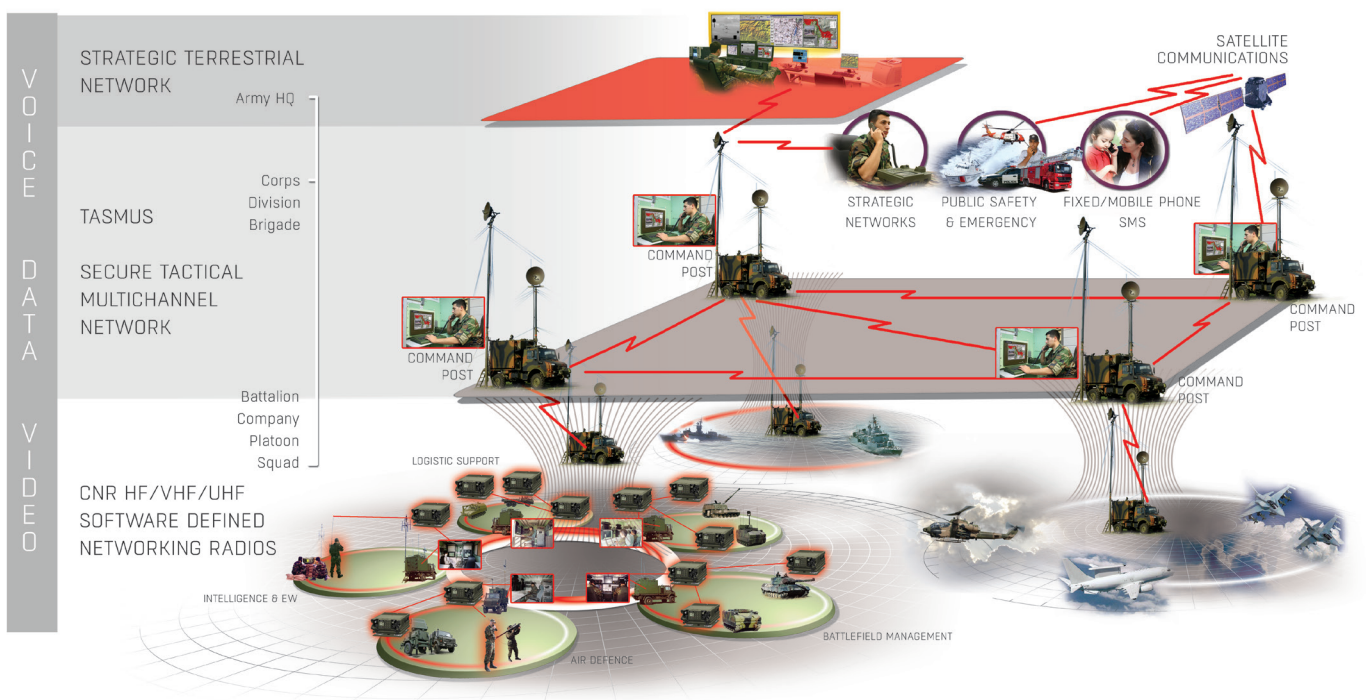 VOICE DATA VIDEO
STRATEGIC TERRESTRIAL
NETWORK
Army HQ
Corps
Division
Brigade
TASMUS
SECURE TACTICAL
MULTICHANNEL
NETWORK
Battalion
Company
Platoon
Squad
CNR HF/VHF/UHF
SOFTWARE DEFINED
NETWORKING RADIOS
SATELLITE
COMMUNICATIONS
STRATEGIC
NETWORKS
PUBLIC SAFETY
& EMERGENCY
FIXED/MOBILE PHONE
SMS
COMMAND
POST
COMMAND
POST
COMMAND
POST
COMMAND
POST
LOGISTIC SUPPORT
INTELLIGENCE & EW
AIR DEFENCE
BATTLEFIELD MANAGEMENT